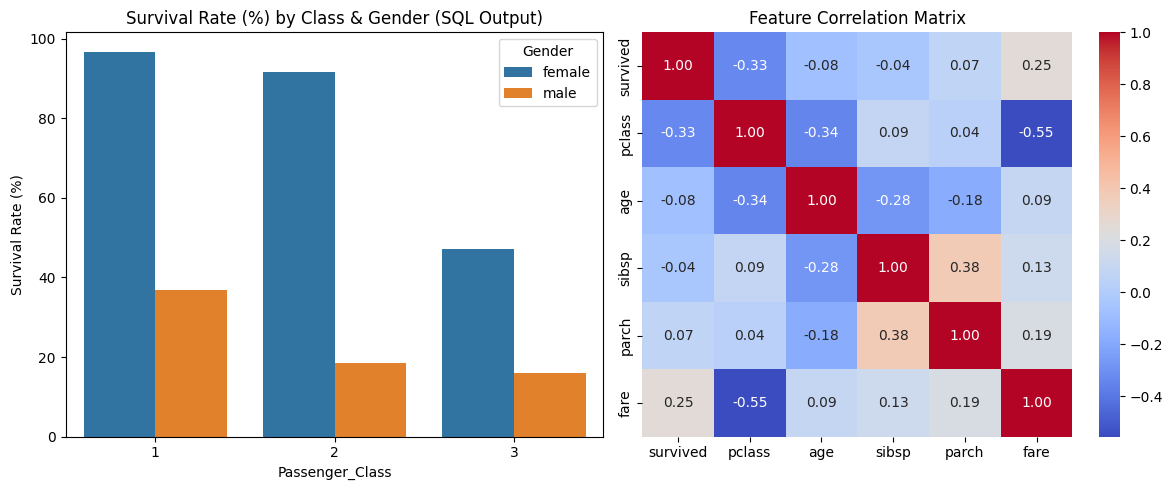 Survival Rate (%) by Class & Gender (SQL Output)
Survival Rate (%)
100
80
60
40
20
0
Gender
female
male
1 2 3
Passenger_Class
Feature Correlation Matrix
survived 1.00 -0.33 -0.08 -0.04 0.07 0.25
pclass -0.33 1.00 -0.34 0.09 0.04 -0.55
age -0.08 -0.34 1.00 -0.28 -0.18 0.09
sibsp -0.04 0.09 -0.28 1.00 0.38 0.13
parch 0.07 0.04 -0.18 0.38 1.00 0.19
fare 0.25 -0.55 0.09 0.13 0.19 1.00
survived pclass age sibsp parch fare
1.0
0.8
0.6
0.4
0.2
0.0
−0.2
−0.4